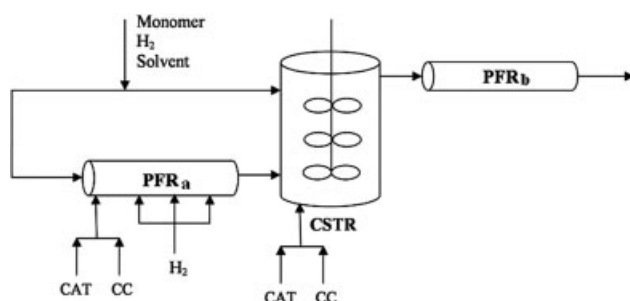 Monomer
H₂
Solvent
PFRb
PFRa
CSTR
H₂
CAT CC
CAT CC